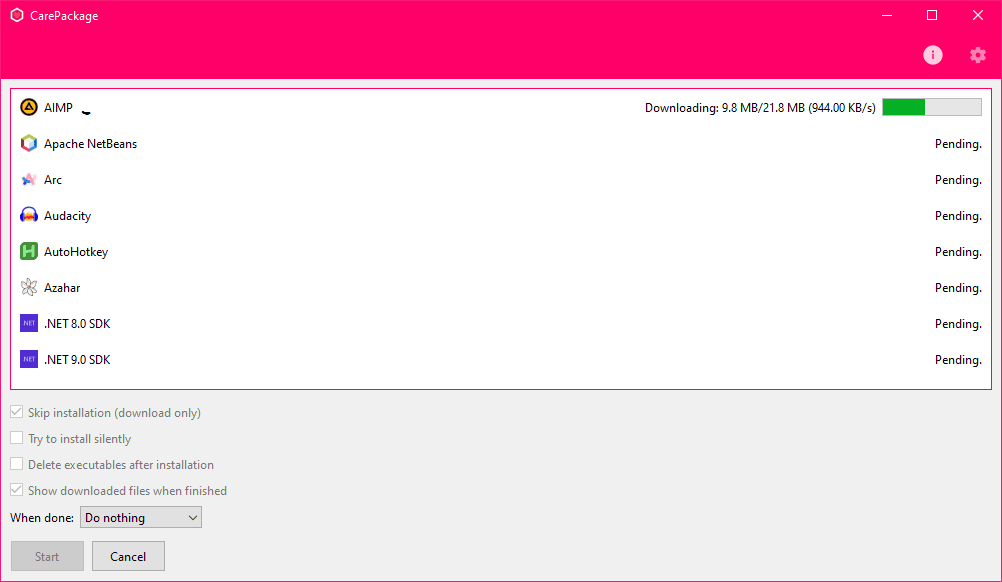 CarePackage
AIMP Downloading: 9.8 MB/21.8 MB (944.00 KB/s)
Apache NetBeans Pending.
Arc Pending.
Audacity Pending.
AutoHotkey Pending.
Azahar Pending.
NET .NET 8.0 SDK Pending.
NET .NET 9.0 SDK Pending.
Skip installation (download only)
Try to install silently
Delete executables after installation
Show downloaded files when finished
When done: Do nothing
Start Cancel